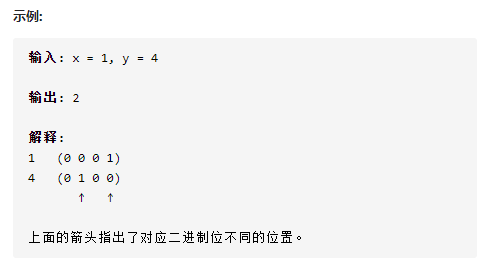 示例:
输入: x = 1, y = 4
输出: 2
解释:
1   (0 0 0 1)
4   (0 1 0 0)
       ↑   ↑
上面的箭头指出了对应二进制位不同的位置。